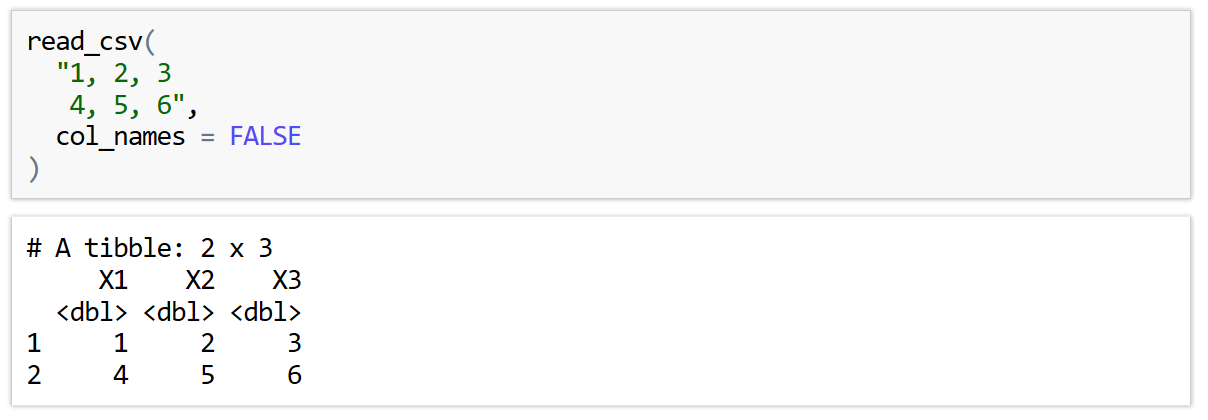 read_csv(
  "1, 2, 3
   4, 5, 6",
  col_names = FALSE
)
# A tibble: 2 x 3
     X1    X2    X3
  <dbl> <dbl> <dbl>
1     1     2     3
2     4     5     6